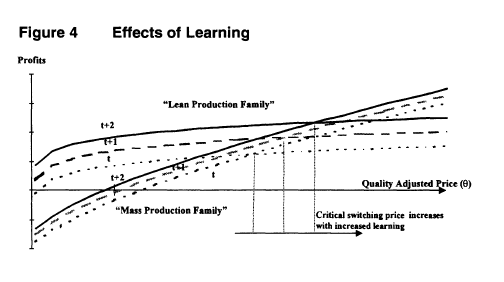 Figure 4 Effects of Learning
Profits
t+2
"Lean Production Family"
t+1
t
t+1
t
t+2
Quality Adjusted Price (θ)
"Mass Production Family"
Critical switching price increases
with increased learning